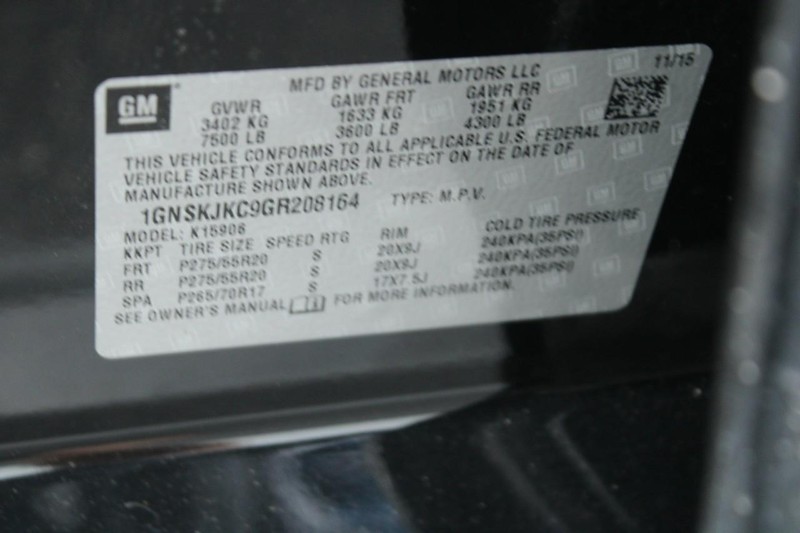 GM
MFD BY GENERAL MOTORS LLC 11/15
GVWR GAWR FRT GAWR RR
3402 KG 1633 KG 1951 KG
7500 LB 3600 LB 4300 LB
THIS VEHICLE CONFORMS TO ALL APPLICABLE U.S. FEDERAL MOTOR
VEHICLE SAFETY STANDARDS IN EFFECT ON THE DATE OF
MANUFACTURE SHOWN ABOVE.
1GNSKJKC9GR208164 TYPE: M.P.V.
MODEL: K15906
KKPT TIRE SIZE SPEED RTG RIM COLD TIRE PRESSURE
FRT P275/55R20 S 20X9J 240KPA(35PSI)
RR P275/55R20 S 20X9J 240KPA(35PSI)
SPA P265/70R17 S 17X7.5J 240KPA(35PSI)
SEE OWNER'S MANUAL FOR MORE INFORMATION.